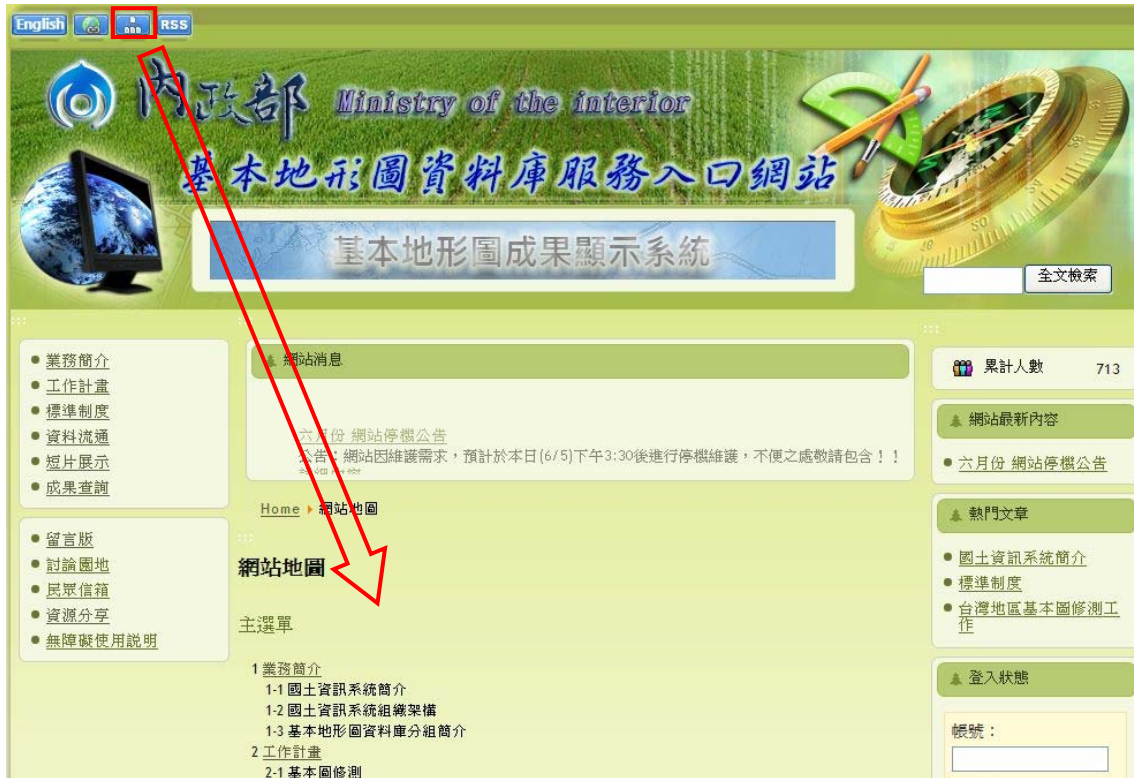 English
RSS
內政部 Ministry of the interior
基本地形圖資料庫服務入口網站
基本地形圖成果顯示系統
全文檢索
業務簡介
工作計畫
標準制度
資料流通
短片展示
成果查詢
留言版
討論園地
民眾信箱
資源分享
無障礙使用說明
網站消息
六月份 網站停機公告
公告：網站因維護需求，預計於本日(6/5)下午3:30後進行停機維護，不便之處敬請包含！！
Home 網站地圖
網站地圖
主選單
1 業務簡介
1-1 國土資訊系統簡介
1-2 國土資訊系統組織架構
1-3 基本地形圖資料庫分組簡介
2 工作計畫
2-1 基本圖修測
累計人數 713
網站最新內容
六月份 網站停機公告
熱門文章
國土資訊系統簡介
標準制度
台灣地區基本圖修測工
作
登入狀態
帳號：